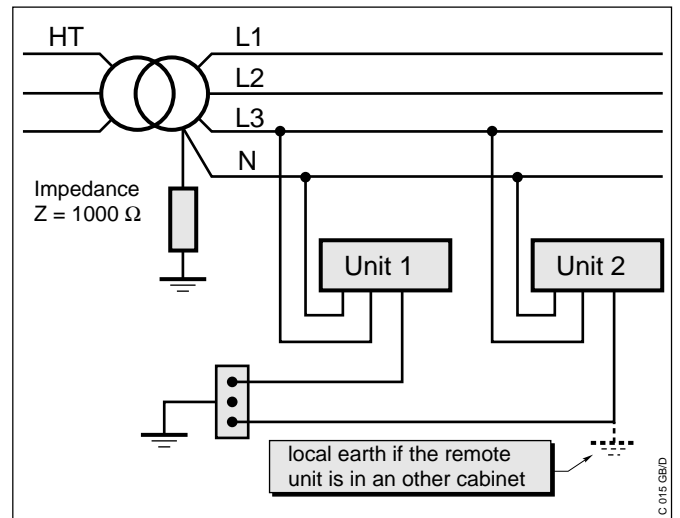 HT
L1
L2
L3
N
Impedance
Z = 1000 Ω
Unit 1
Unit 2
local earth if the remote
unit is in an other cabinet
C 015 GB/D